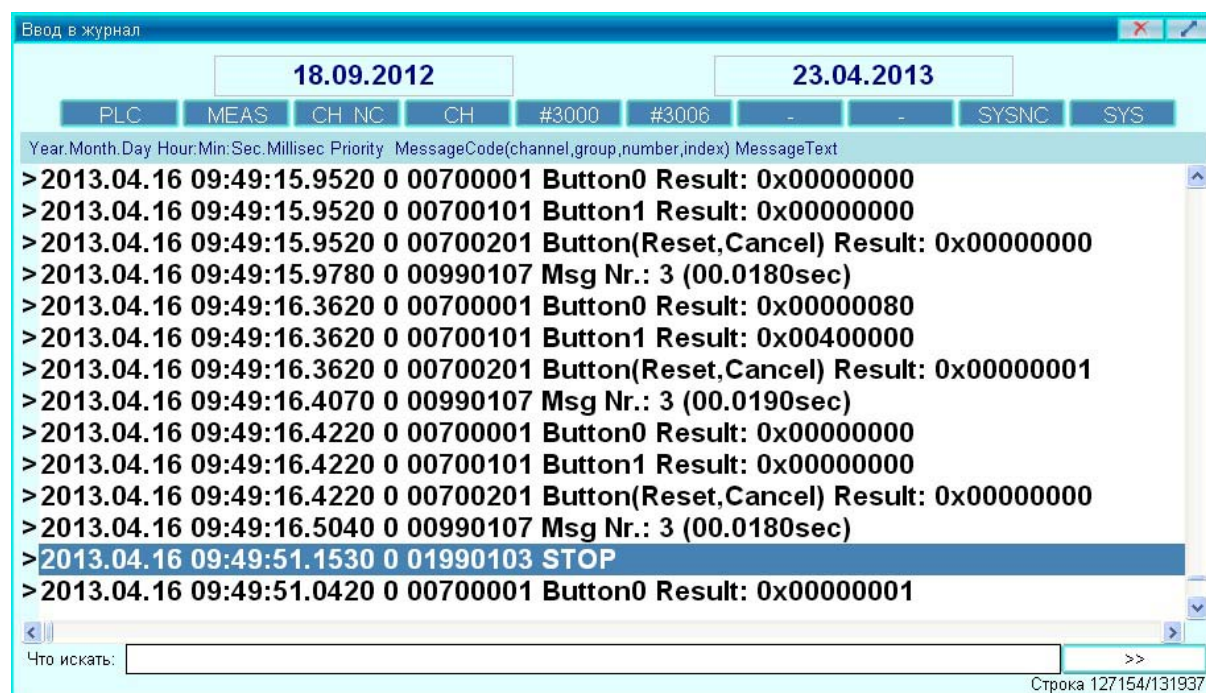 Ввод в журнал
18.09.2012 23.04.2013
PLC MEAS CH NC CH #3000 #3006 - - SYSNC SYS
Year.Month.Day Hour:Min:Sec.Millisec Priority MessageCode(channel,group,number,index) MessageText
>2013.04.16 09:49:15.9520 0 00700001 Button0 Result: 0x00000000
>2013.04.16 09:49:15.9520 0 00700101 Button1 Result: 0x00000000
>2013.04.16 09:49:15.9520 0 00700201 Button(Reset,Cancel) Result: 0x00000000
>2013.04.16 09:49:15.9780 0 00990107 Msg Nr.: 3 (00.0180sec)
>2013.04.16 09:49:16.3620 0 00700001 Button0 Result: 0x00000080
>2013.04.16 09:49:16.3620 0 00700101 Button1 Result: 0x00400000
>2013.04.16 09:49:16.3620 0 00700201 Button(Reset,Cancel) Result: 0x00000001
>2013.04.16 09:49:16.4070 0 00990107 Msg Nr.: 3 (00.0190sec)
>2013.04.16 09:49:16.4220 0 00700001 Button0 Result: 0x00000000
>2013.04.16 09:49:16.4220 0 00700101 Button1 Result: 0x00000000
>2013.04.16 09:49:16.4220 0 00700201 Button(Reset,Cancel) Result: 0x00000000
>2013.04.16 09:49:16.5040 0 00990107 Msg Nr.: 3 (00.0180sec)
>2013.04.16 09:49:51.1530 0 01990103 STOP
>2013.04.16 09:49:51.0420 0 00700001 Button0 Result: 0x00000001
Что искать: >>
Строка 127154/131937